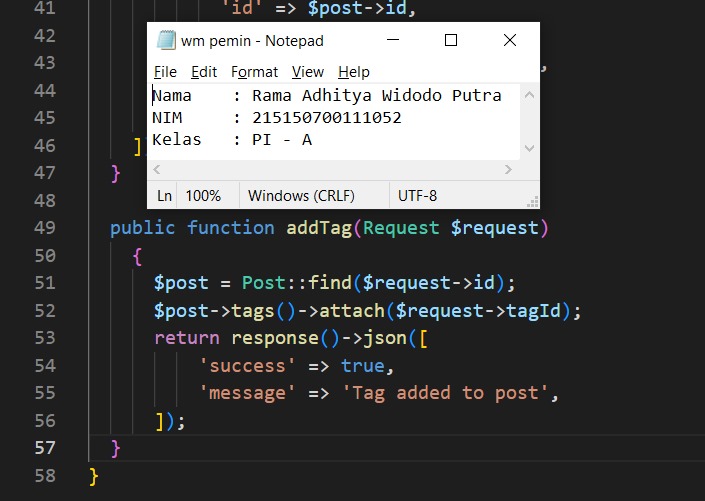 41 'id' => $post->id,
42
wm pemin - Notepad
43 ,
File Edit Format View Help
44
Nama : Rama Adhitya Widodo Putra
45
NIM : 215150700111052
46 ]
Kelas : PI - A
47 }
Ln 100% Windows (CRLF) UTF-8
48
49 public function addTag(Request $request)
50 {
51 $post = Post::find($request->id);
52 $post->tags()->attach($request->tagId);
53 return response()->json([
54 'success' => true,
55 'message' => 'Tag added to post',
56 ]);
57 }
58 }